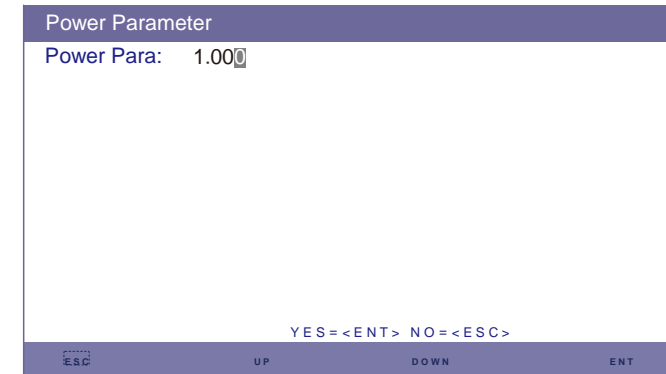 Power Parameter
Power Para: 1.000
YES=<ENT> NO=<ESC>
ESC UP DOWN ENT